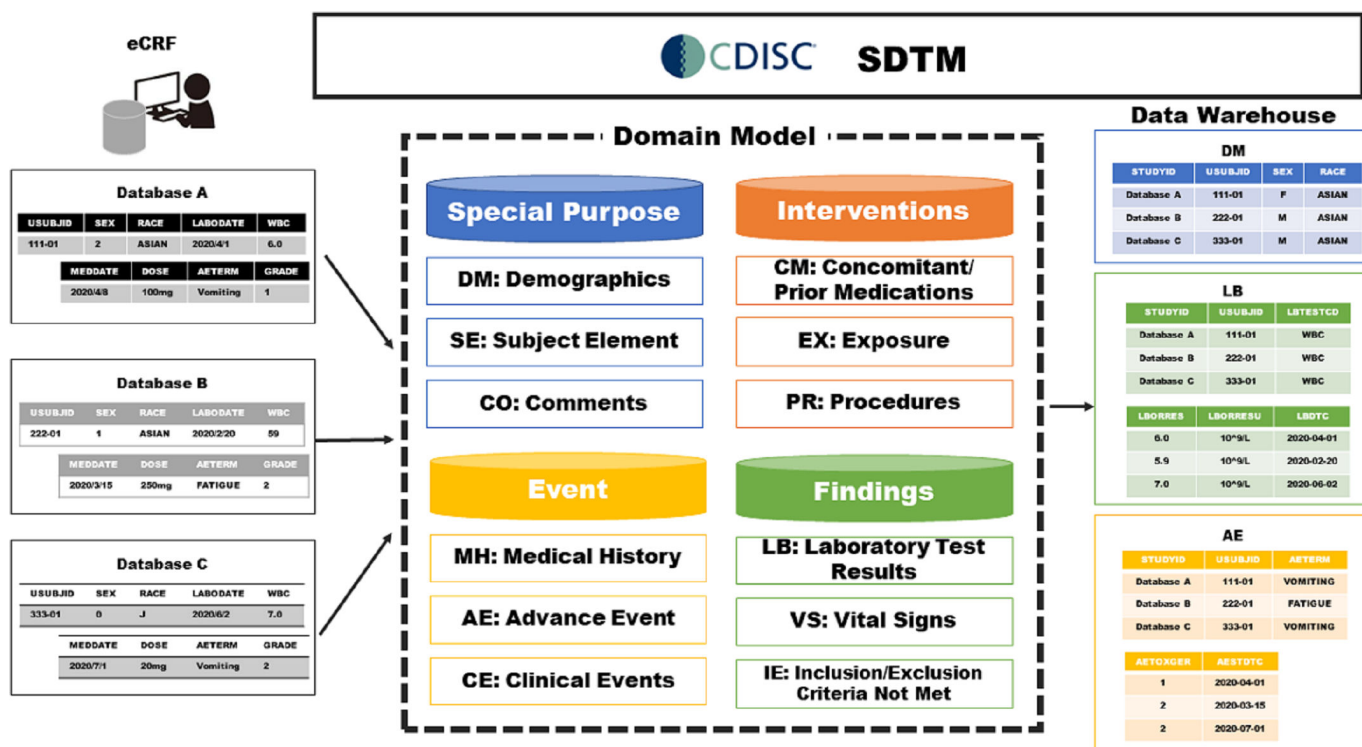 eCRF
CDISC SDTM
Database A
USUBJID SEX RACE LABODATE WBC
111-01 2 ASIAN 2020/4/1 6.0
MEDDATE DOSE AETERM GRADE
2020/4/8 100mg Vomiting 1
Database B
USUBJID SEX RACE LABODATE WBC
222-01 1 ASIAN 2020/2/20 59
MEDDATE DOSE AETERM GRADE
2020/3/15 250mg FATIGUE 2
Database C
USUBJID SEX RACE LABODATE WBC
333-01 0 J 2020/6/2 7.0
MEDDATE DOSE AETERM GRADE
2020/7/1 20mg Vomiting 2
Domain Model
Special Purpose
DM: Demographics
SE: Subject Element
CO: Comments
Interventions
CM: Concomitant/
Prior Medications
EX: Exposure
PR: Procedures
Event
MH: Medical History
AE: Advance Event
CE: Clinical Events
Findings
LB: Laboratory Test
Results
VS: Vital Signs
IE: Inclusion/Exclusion
Criteria Not Met
Data Warehouse
DM
STUDYID USUBJID SEX RACE
Database A 111-01 F ASIAN
Database B 222-01 M ASIAN
Database C 333-01 M ASIAN
LB
STUDYID USUBJID LBTESTCD
Database A 111-01 WBC
Database B 222-01 WBC
Database C 333-01 WBC
LBORRES LBORRESU LBDTC
6.0 10^9/L 2020-04-01
5.9 10^9/L 2020-02-20
7.0 10^9/L 2020-06-02
AE
STUDYID USUBJID AETERM
Database A 111-01 VOMITING
Database B 222-01 FATIGUE
Database C 333-01 VOMITING
AETOXGER AESTDTC
1 2020-04-01
2 2020-03-15
2 2020-07-01